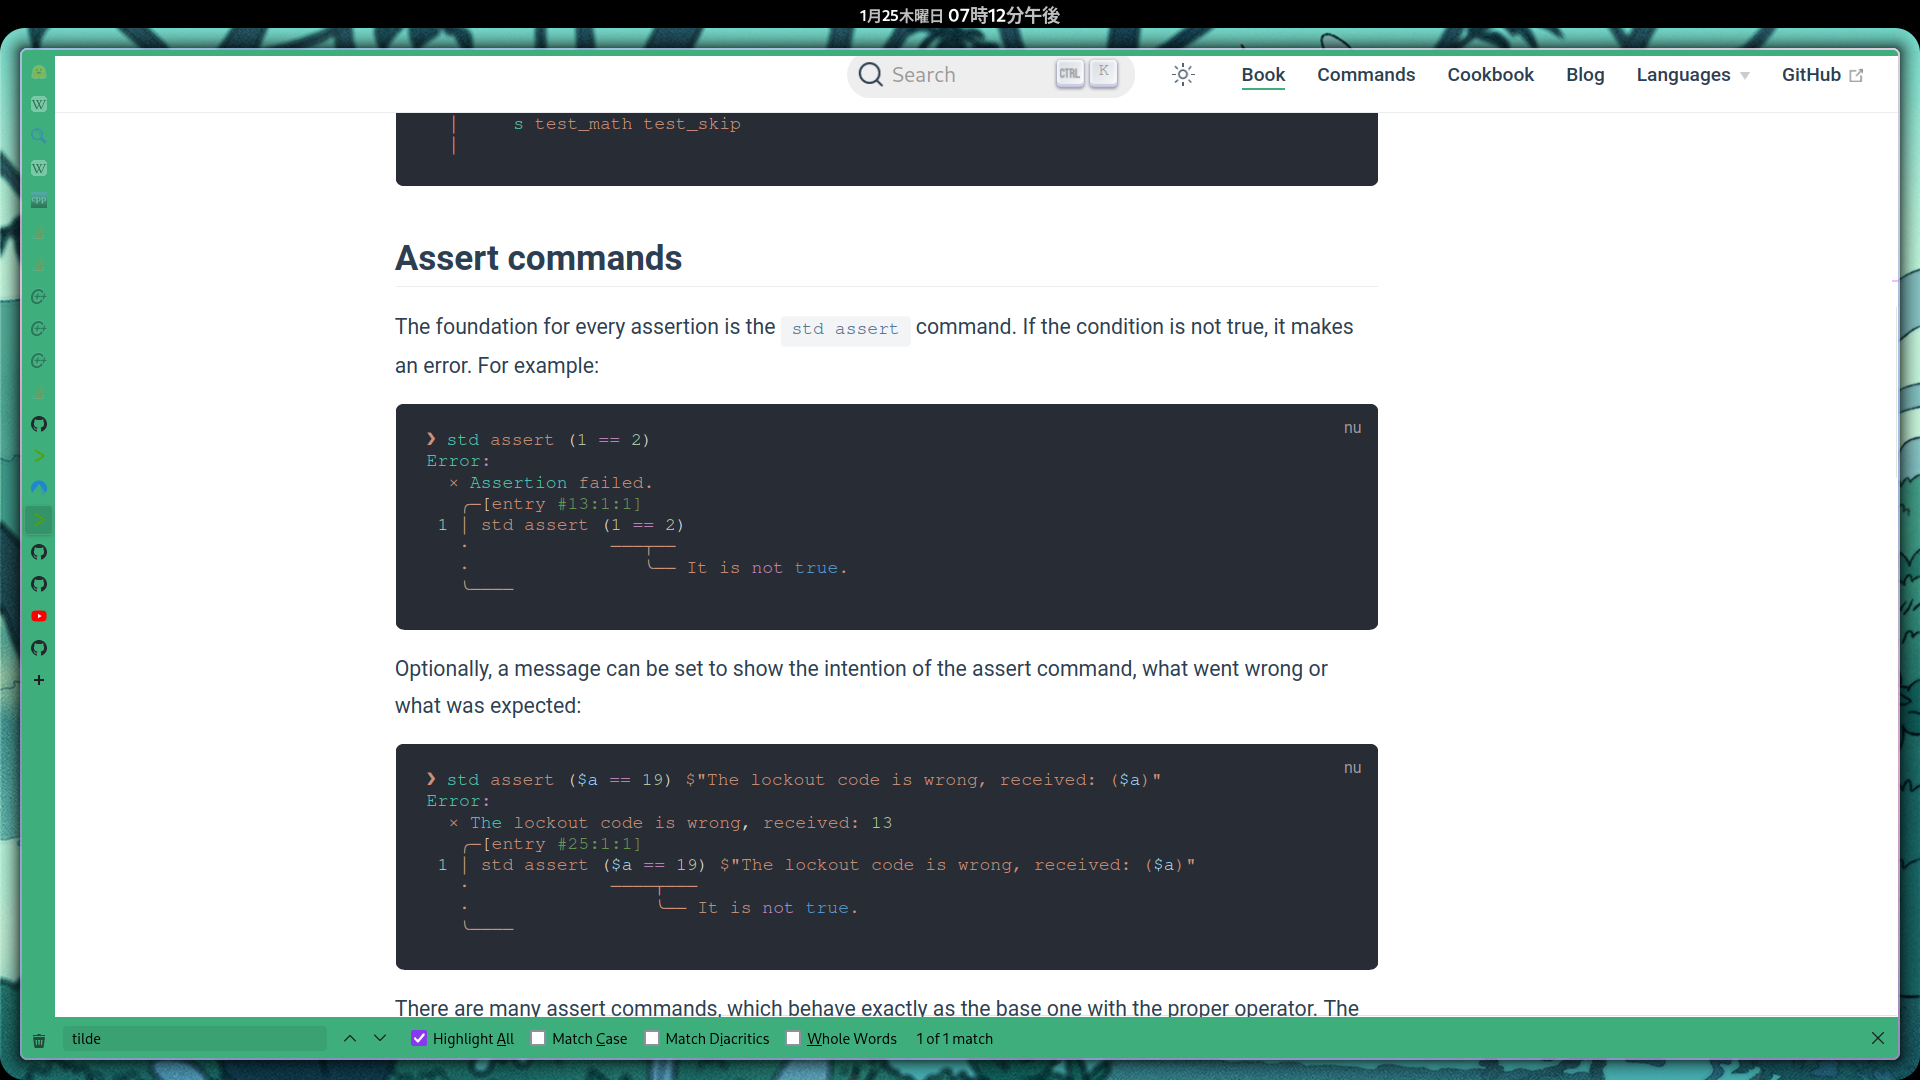 1月25木曜日 07時12分午後
Search CTRL K Book Commands Cookbook Blog Languages GitHub
│ s test_math test_skip
│
Assert commands
The foundation for every assertion is the std assert command. If the condition is not true, it makes
an error. For example:
nu
❯ std assert (1 == 2)
Error:
× Assertion failed.
╭─[entry #13:1:1]
1 │ std assert (1 == 2)
· ───┬──
· ╰── It is not true.
╰────
Optionally, a message can be set to show the intention of the assert command, what went wrong or
what was expected:
nu
❯ std assert ($a == 19) $"The lockout code is wrong, received: ($a)"
Error:
× The lockout code is wrong, received: 13
╭─[entry #25:1:1]
1 │ std assert ($a == 19) $"The lockout code is wrong, received: ($a)"
· ────┬───
· ╰── It is not true.
╰────
There are many assert commands, which behave exactly as the base one with the proper operator. The
tilde Highlight All Match Case Match Diacritics Whole Words 1 of 1 match